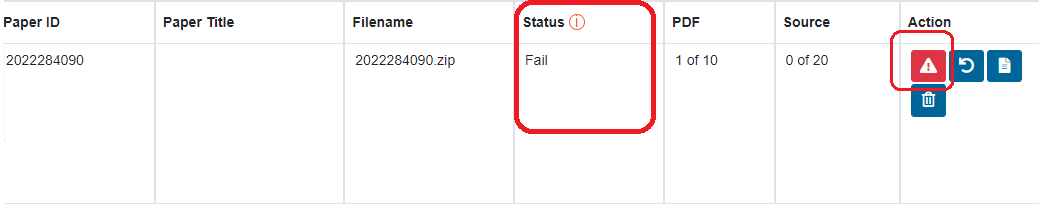 Paper ID Paper Title Filename Status PDF Source Action
2022284090 2022284090.zip Fail 1 of 10 0 of 20